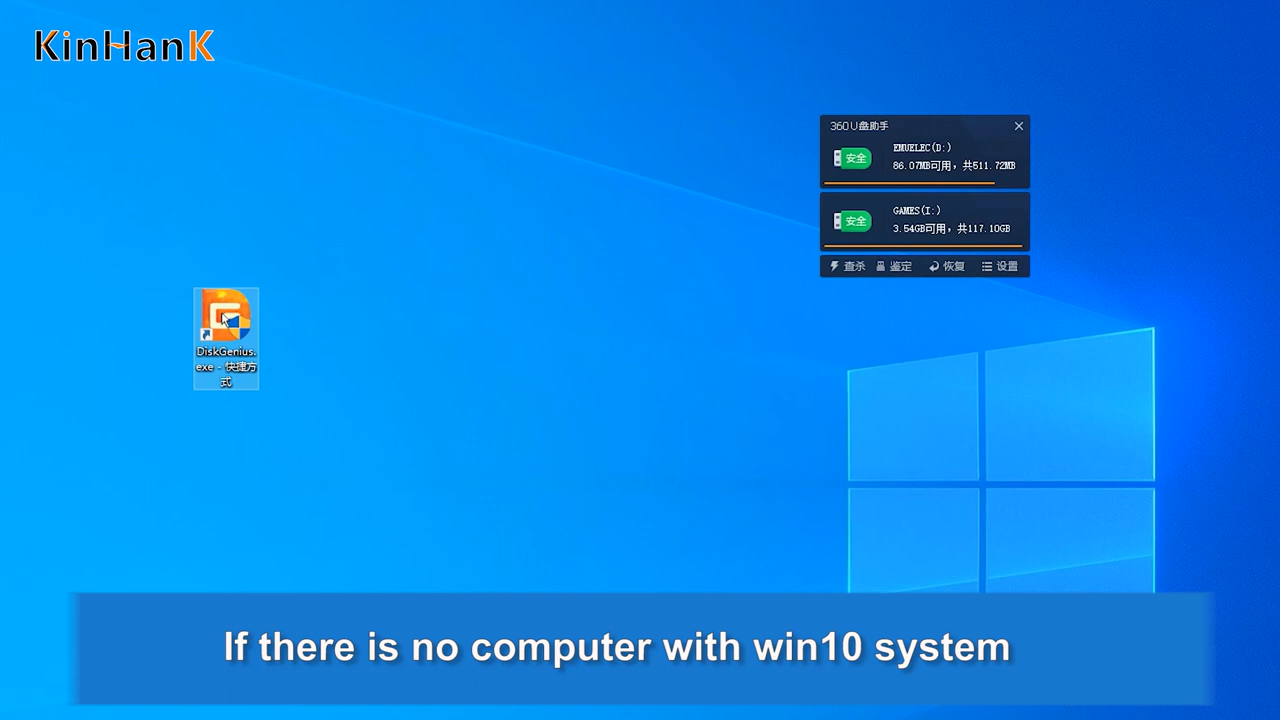 KinHanK
360U盘助手
安全
EMUELEC(D:)
86.07MB可用，共511.72MB
安全
GAMES(I:)
3.54GB可用，共117.10GB
查杀 鉴定 恢复 设置
DiskGenius.
exe - 快捷方
式
If there is no computer with win10 system